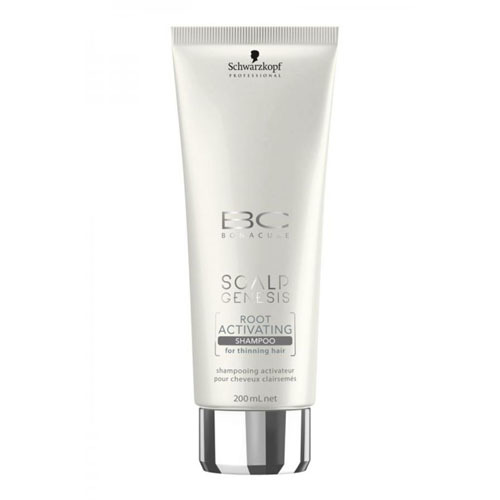 Schwarzkopf
PROFESSIONAL
BC
BONACURE
SCALP
GENESIS
ROOT
ACTIVATING
SHAMPOO
for thinning hair
shampooing activateur
pour cheveux clairsemés
200 mL net